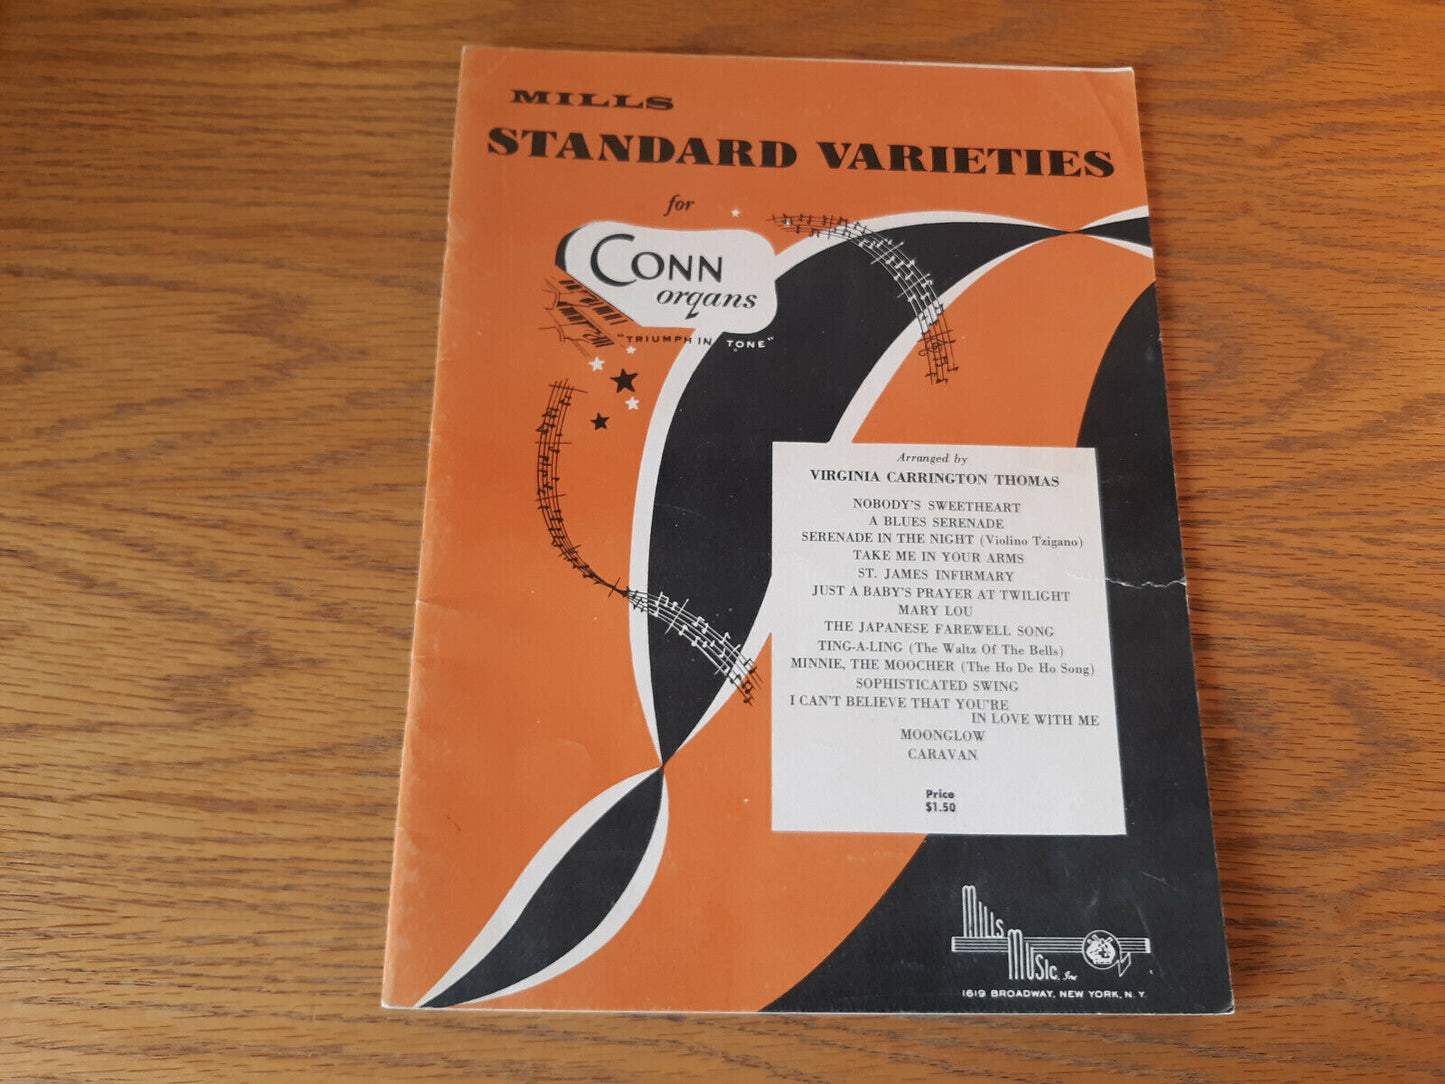 MILLS
STANDARD VARIETIES
for
CONN
organs
"TRIUMPH IN TONE"
Arranged by
VIRGINIA CARRINGTON THOMAS
NOBODY'S SWEETHEART
A BLUES SERENADE
SERENADE IN THE NIGHT (Violino Tzigano)
TAKE ME IN YOUR ARMS
ST. JAMES INFIRMARY
JUST A BABY'S PRAYER AT TWILIGHT
MARY LOU
THE JAPANESE FAREWELL SONG
TING-A-LING (The Waltz Of The Bells)
MINNIE, THE MOOCHER (The Ho De Ho Song)
SOPHISTICATED SWING
I CAN'T BELIEVE THAT YOU'RE
IN LOVE WITH ME
MOONGLOW
CARAVAN
Price
$1.50
MILLS
MUSIC, Inc
1619 BROADWAY, NEW YORK, N. Y.